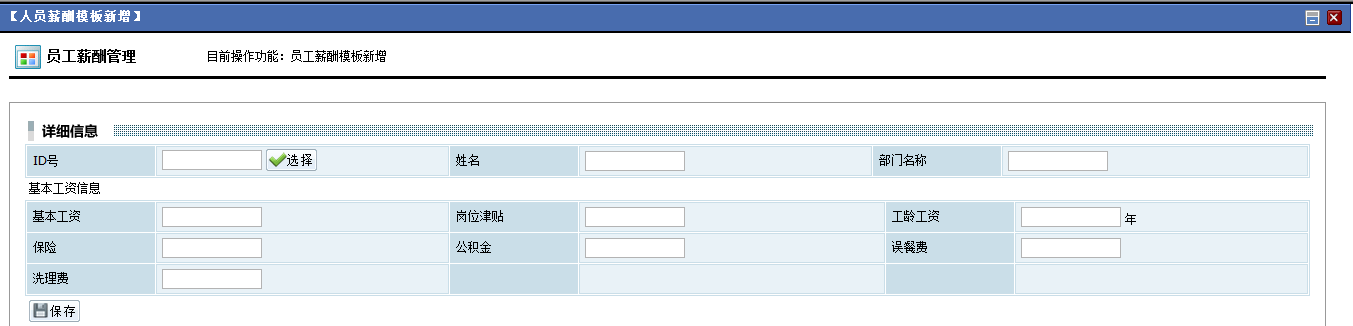 【人员薪酬模板新增】
员工薪酬管理 目前操作功能：员工薪酬模板新增
详细信息
ID号 选择 姓名 部门名称
基本工资信息
基本工资 岗位津贴 工龄工资 年
保险 公积金 误餐费
洗理费
保存